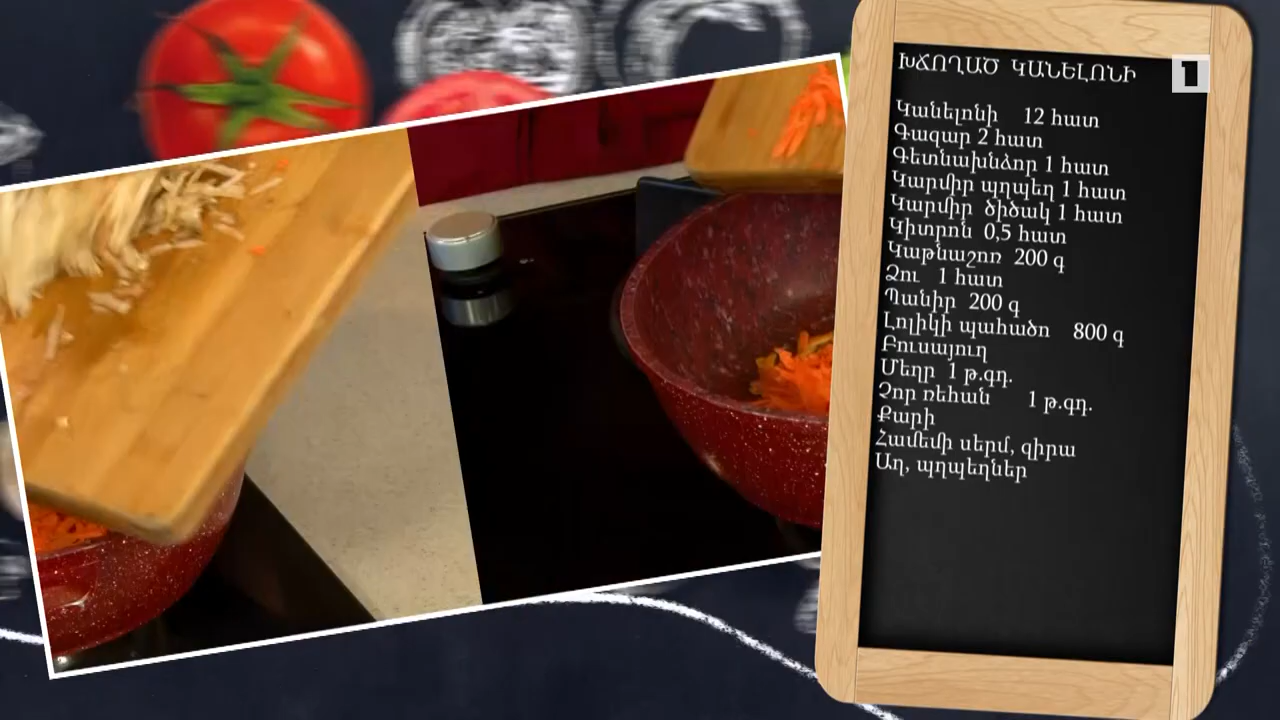 ԽՃՈՂԱԾ ԿԱՆԵԼՈՆԻ
1
Կանելոնի 12 հատ
Գազար 2 հատ
Գետնախնձոր 1 հատ
Կարմիր պղպեղ 1 հատ
Կարմիր ծիծակ 1 հատ
Կիտրոն 0,5 հատ
Կաթնաշոռ 200 գ
Ձու 1 հատ
Պանիր 200 գ
Լոլիկի պահածո 800 գ
Բուսայուղ
Մեղր 1 թ.գդ.
Չոր ռեհան 1 թ.գդ.
Քարի
Համեմի սերմ, զիրա
Աղ, պղպեղներ